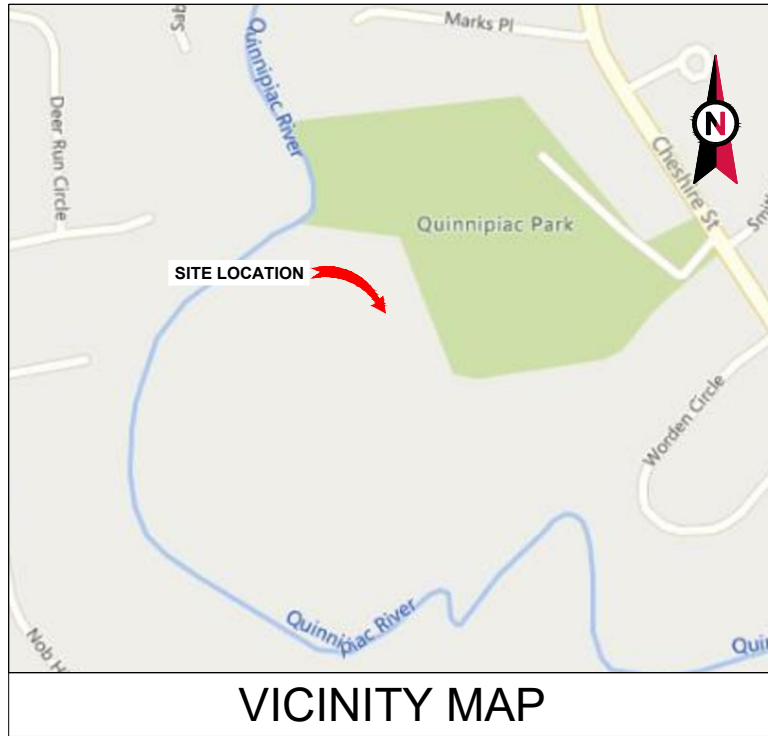 Marks Pl
Quinnipiac River
Deer Run Circle
N
Cheshire St
Quinnipiac Park
SITE LOCATION
Worden Circle
Quinnipiac River
VICINITY MAP